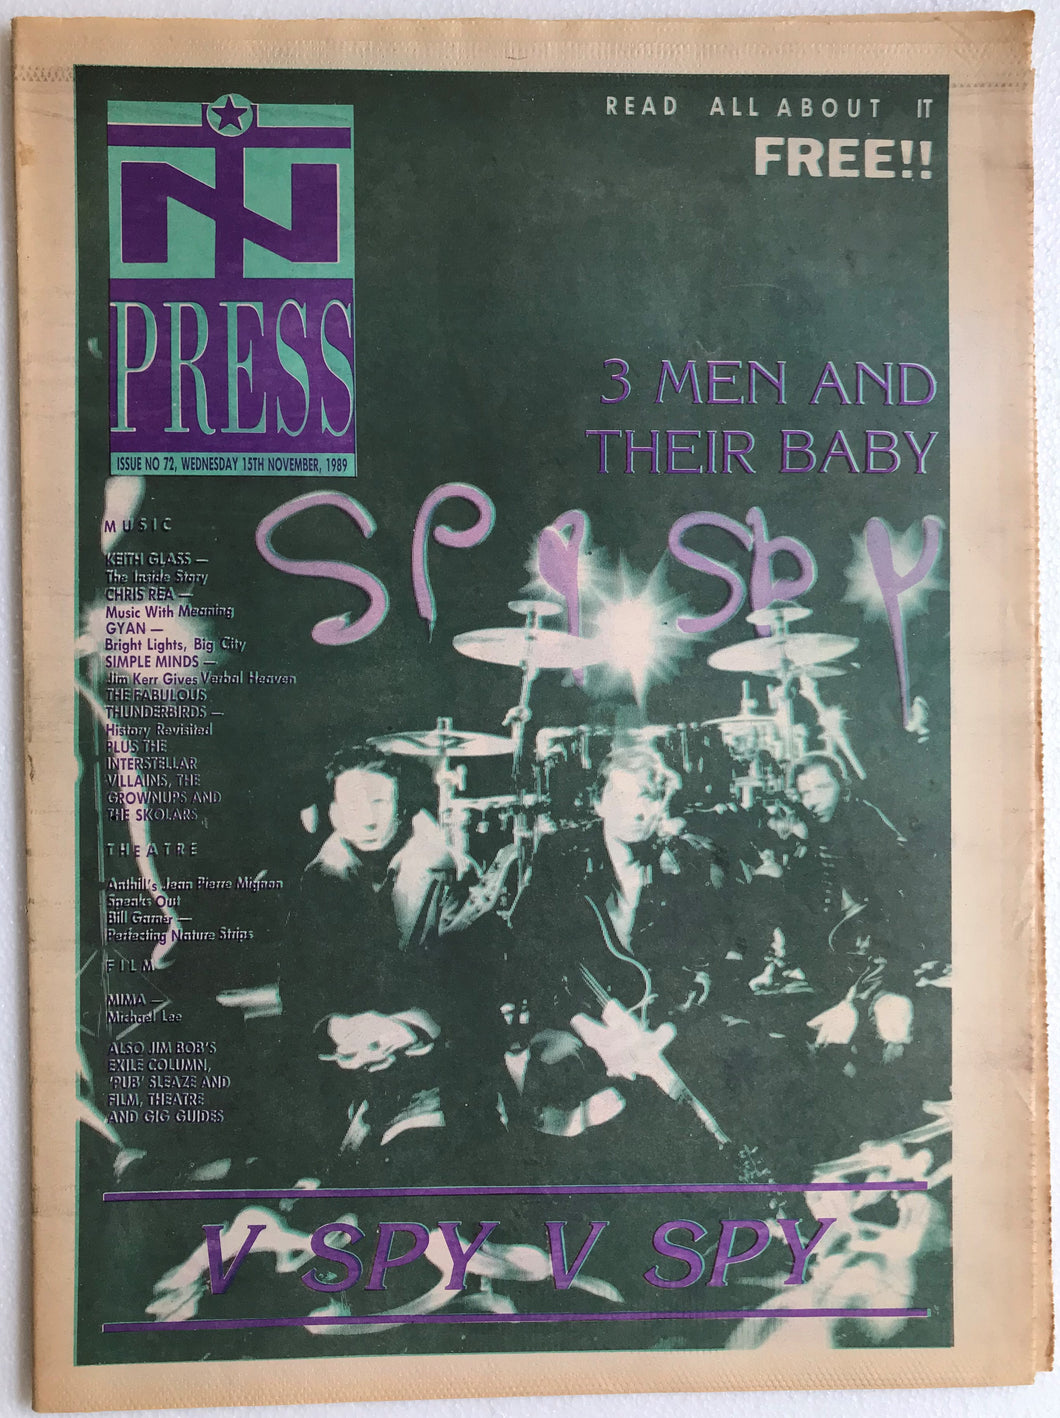 READ ALL ABOUT IT
FREE!!
IN
PRESS
ISSUE NO 72, WEDNESDAY 15TH NOVEMBER, 1989
3 MEN AND
THEIR BABY
SPY SPY
MUSIC
KEITH GLASS —
The Inside Story
CHRIS REA —
Music With Meaning
GYAN —
Bright Lights, Big City
SIMPLE MINDS —
Jim Kerr Gives Verbal Heaven
THE FABULOUS
THUNDERBIRDS —
History Revisited
PLUS THE
INTERSTELLAR
VILLAINS, THE
GROWNUPS AND
THE SKOLARS
THEATRE
Anthill's Jean Pierre Mignon
Speaks Out
Bill Garner —
Perfecting Nature Strips
FILM
MIMA —
Michael Lee
ALSO JIM BOB'S
EXILE COLUMN,
'PUB' SLEAZE AND
FILM, THEATRE
AND GIG GUIDES
V SPY V SPY